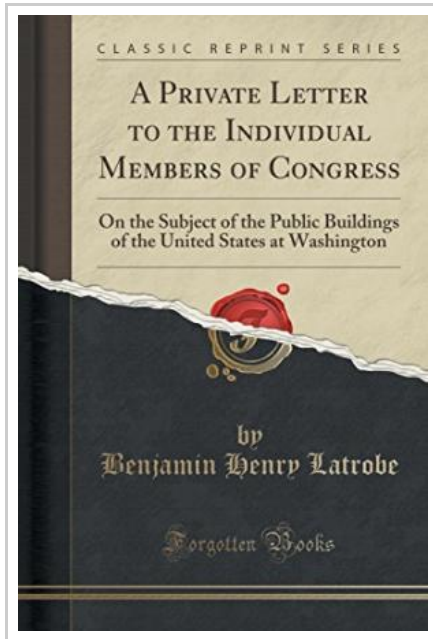 CLASSIC REPRINT SERIES
A PRIVATE LETTER
TO THE INDIVIDUAL
MEMBERS OF CONGRESS
On the Subject of the Public Buildings
of the United States at Washington
by
Benjamin Henry Latrobe
Forgotten Books